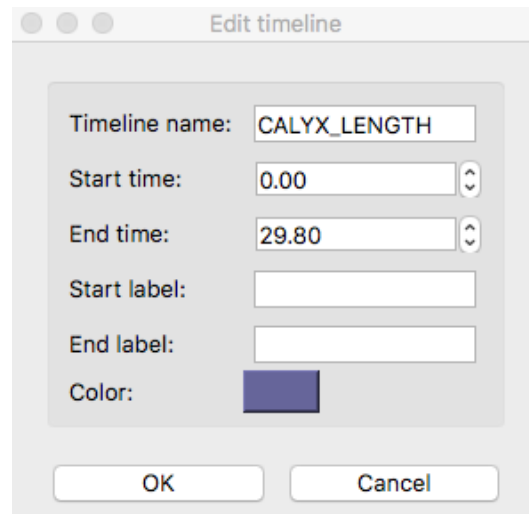 Edit timeline
Timeline name: CALYX_LENGTH
Start time: 0.00
End time: 29.80
Start label:
End label:
Color:
OK Cancel